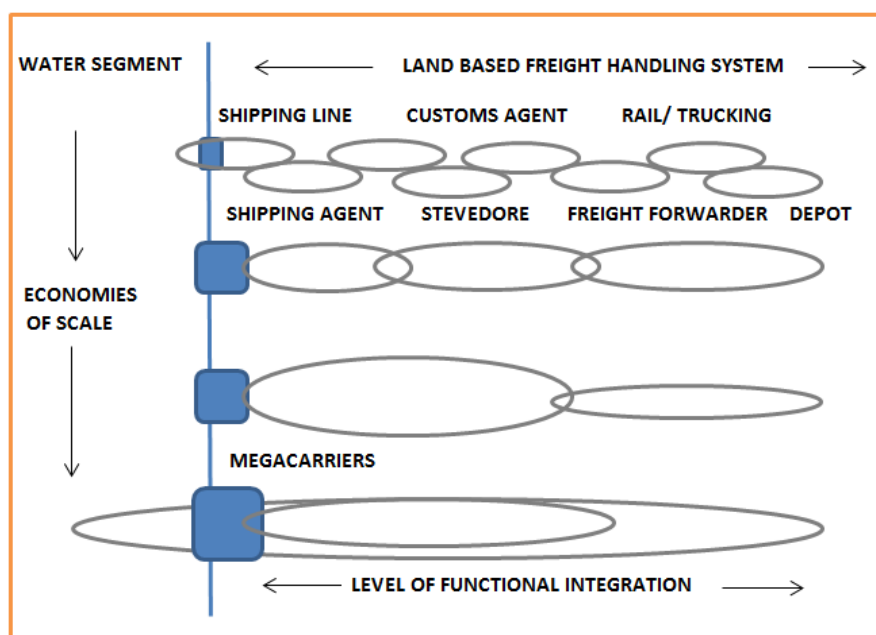 WATER SEGMENT
LAND BASED FREIGHT HANDLING SYSTEM
SHIPPING LINE
CUSTOMS AGENT
RAIL/ TRUCKING
SHIPPING AGENT
STEVEDORE
FREIGHT FORWARDER
DEPOT
ECONOMIES
OF SCALE
MEGACARRIERS
LEVEL OF FUNCTIONAL INTEGRATION